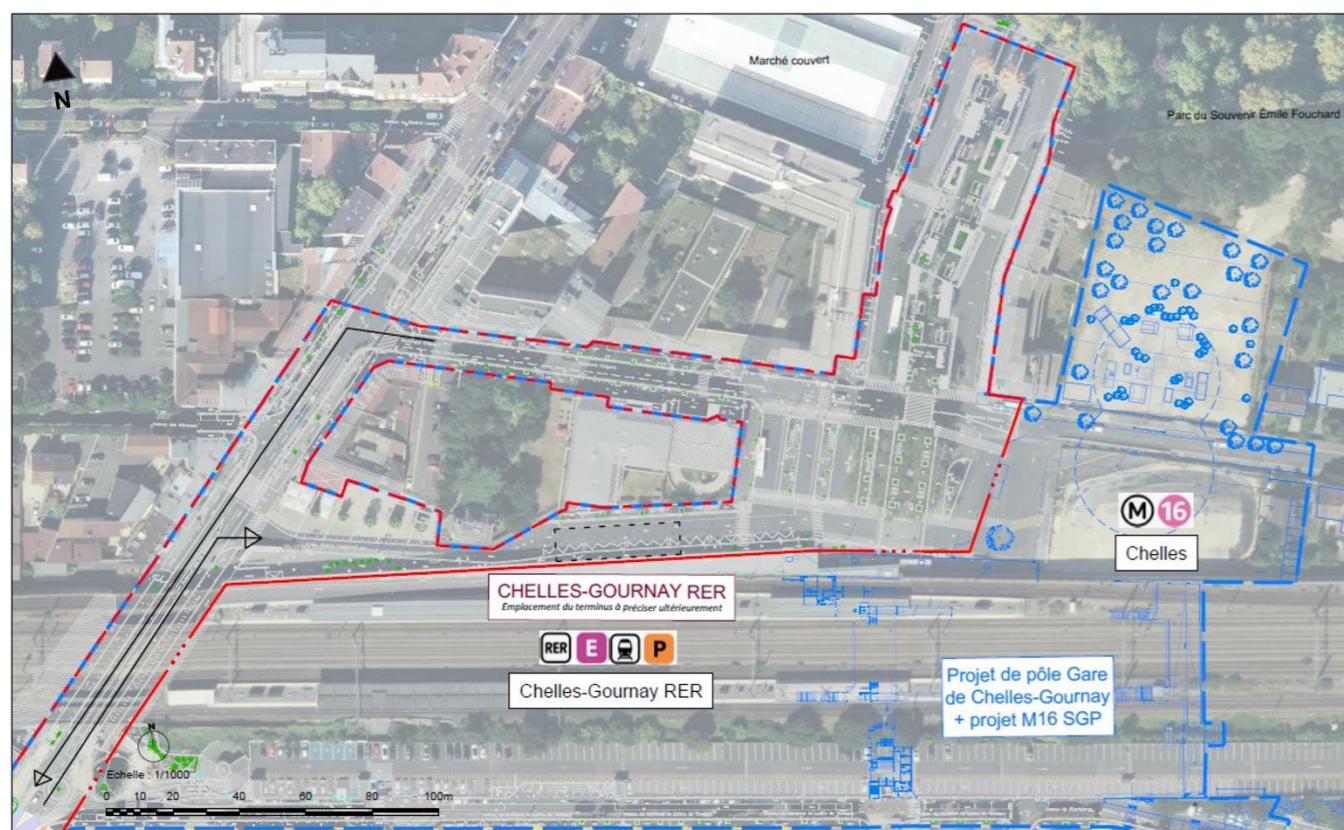 Marché couvert
N
Parc du Souvenir Émile Fouchard
M 16
Chelles
CHELLES-GOURNAY RER
Emplacement du terminus à préciser ultérieurement
RER E P
Chelles-Gournay RER
Projet de pôle Gare
de Chelles-Gournay
+ projet M16 SGP
N
Echelle : 1/1000
0 10 20 40 60 80 100m